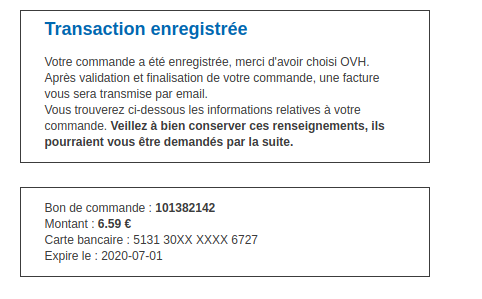 Transaction enregistrée
Votre commande a été enregistrée, merci d'avoir choisi OVH.
Après validation et finalisation de votre commande, une facture
vous sera transmise par email.
Vous trouverez ci-dessous les informations relatives à votre
commande. Veillez à bien conserver ces renseignements, ils
pourraient vous être demandés par la suite.
Bon de commande : 101382142
Montant : 6.59 €
Carte bancaire : 5131 30XX XXXX 6727
Expire le : 2020-07-01